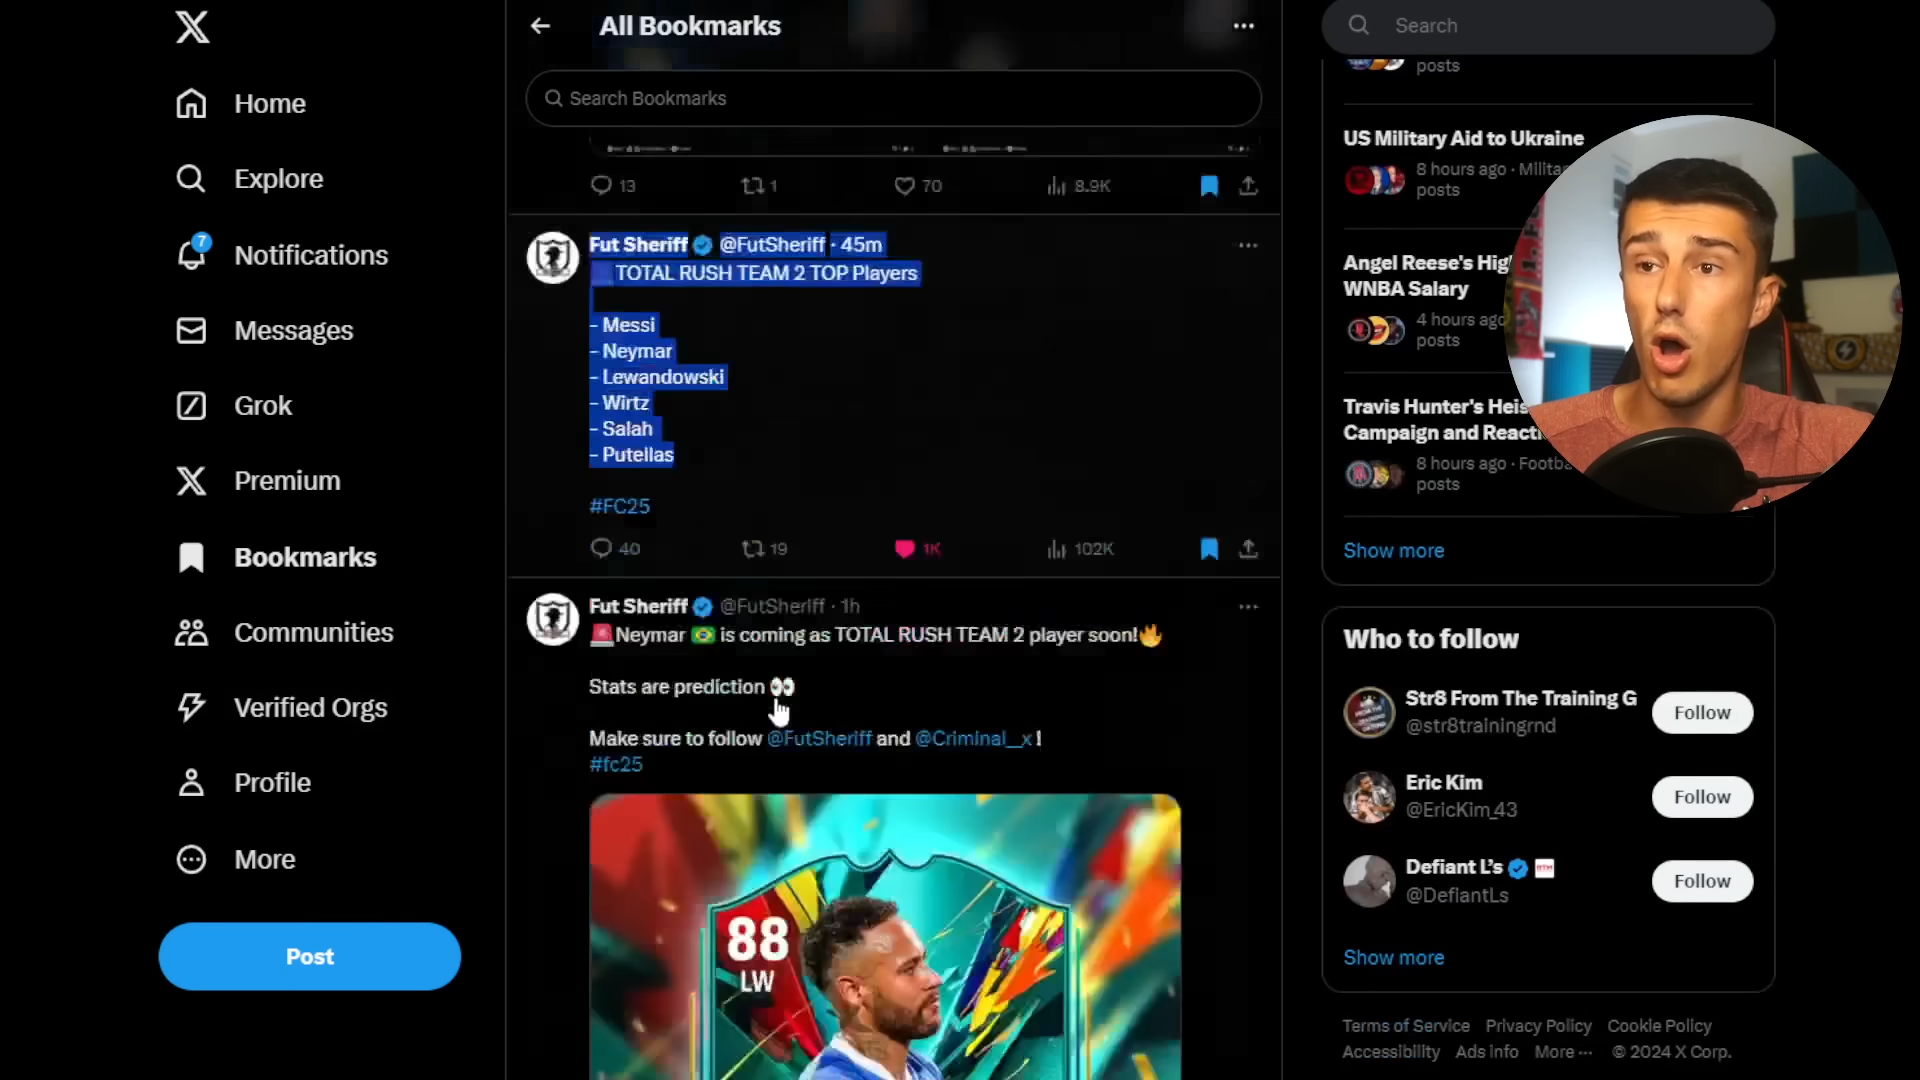 Home
Explore
7
Notifications
Messages
Grok
Premium
Bookmarks
Communities
Verified Orgs
Profile
More
Post
All Bookmarks
Search Bookmarks
13
1
70
8.9K
Fut Sheriff @FutSheriff · 45m
TOTAL RUSH TEAM 2 TOP Players
- Messi
- Neymar
- Lewandowski
- Wirtz
- Salah
- Putellas
#FC25
40
19
1K
102K
Fut Sheriff @FutSheriff · 1h
🚨Neymar 🇧🇷 is coming as TOTAL RUSH TEAM 2 player soon!🔥
Stats are prediction 👀
Make sure to follow @FutSheriff and @Criminal__x !
#fc25
88
LW
Search
posts
US Military Aid to Ukraine
8 hours ago ·
posts
Angel Reese's
WNBA Salary
4 hours ago
posts
Travis Hunter's
Campaign and
8 hours ago ·
posts
Show more
Who to follow
Str8 From The Training G
@str8trainingrnd
Follow
Eric Kim
@EricKim_43
Follow
Defiant L's
@DefiantLs
Follow
Show more
Terms of Service Privacy Policy Cookie Policy
Accessibility Ads info More ··· © 2024 X Corp.